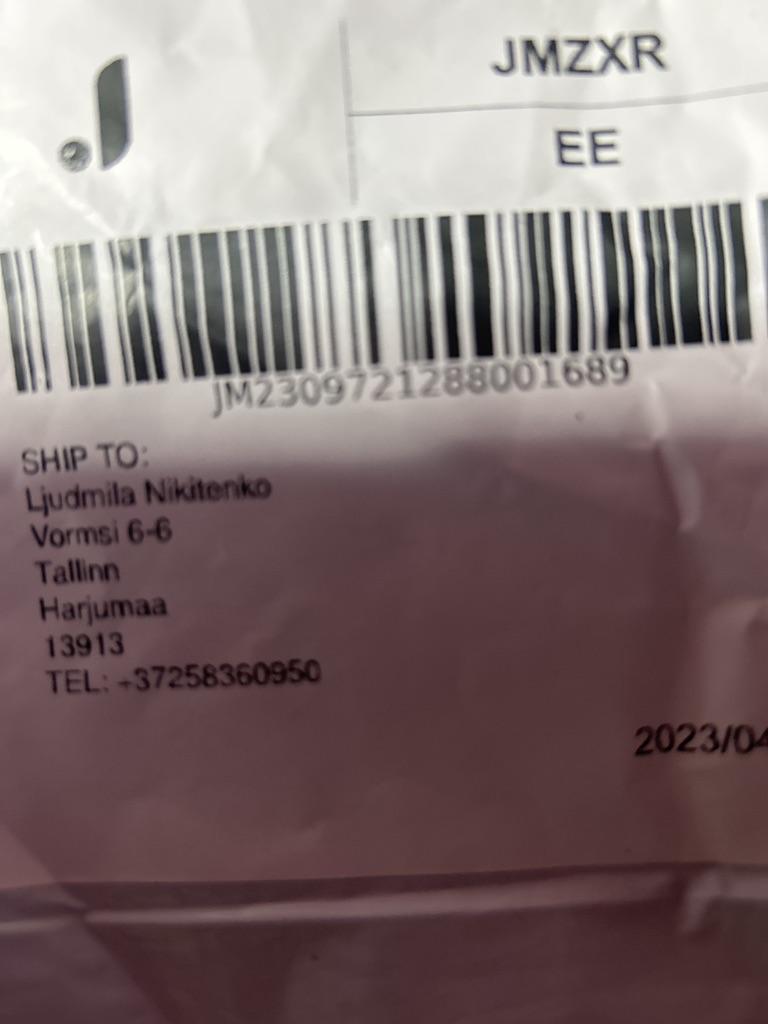 JMZXR
EE
JM2309721288001689
SHIP TO:
Ljudmila Nikitenko
Vormsi 6-6
Tallinn
Harjumaa
13913
TEL: +37258360950
2023/04